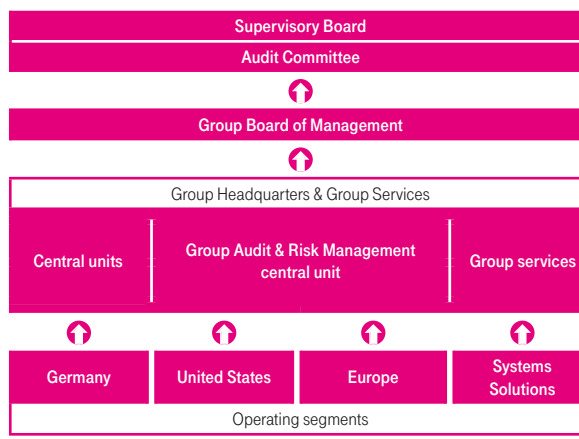 Supervisory Board
Audit Committee
Group Board of Management
Group Headquarters & Group Services
Central units
Group Audit & Risk Management
central unit
Group services
Germany
United States
Europe
Systems
Solutions
Operating segments